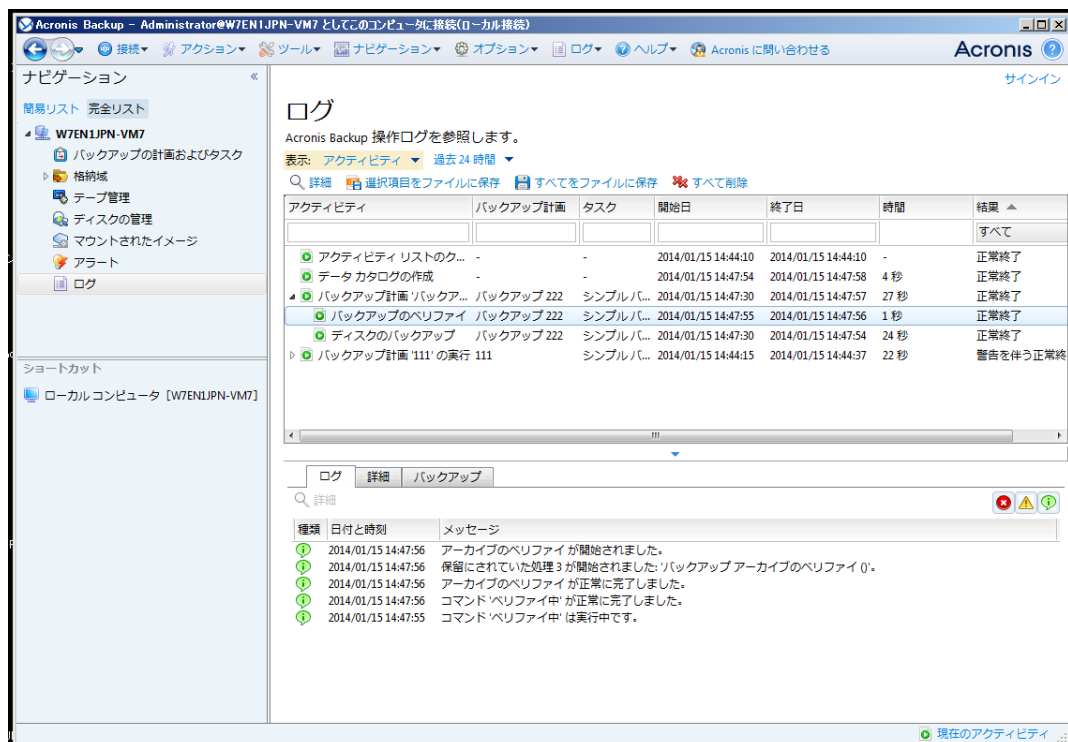 Acronis Backup - Administrator@W7EN1JPN-VM7 としてこのコンピュータに接続(ローカル接続)
接続 アクション ツール ナビゲーション オプション ログ ヘルプ Acronis に問い合わせる Acronis
ナビゲーション
サインイン
簡易リスト 完全リスト
W7EN1JPN-VM7
バックアップの計画およびタスク
格納域
テープ管理
ディスクの管理
マウントされたイメージ
アラート
ログ
ショートカット
ローカル コンピュータ [W7EN1JPN-VM7]
ログ
Acronis Backup 操作ログを参照します。
表示: アクティビティ 過去 24 時間
詳細 選択項目をファイルに保存 すべてをファイルに保存 すべて削除
アクティビティ バックアップ計画 タスク 開始日 終了日 時間 結果
すべて
アクティビティ リストのク... - - 2014/01/15 14:44:10 2014/01/15 14:44:10 - 正常終了
データ カタログの作成 - - 2014/01/15 14:47:54 2014/01/15 14:47:58 4 秒 正常終了
バックアップ計画 'バックア... バックアップ 222 シンプル バ... 2014/01/15 14:47:30 2014/01/15 14:47:57 27 秒 正常終了
バックアップのベリファイ バックアップ 222 シンプル バ... 2014/01/15 14:47:55 2014/01/15 14:47:56 1 秒 正常終了
ディスクのバックアップ バックアップ 222 シンプル バ... 2014/01/15 14:47:30 2014/01/15 14:47:54 24 秒 正常終了
バックアップ計画 '111' の実行 111 シンプル バ... 2014/01/15 14:44:15 2014/01/15 14:44:37 22 秒 警告を伴う正常終
ログ 詳細 バックアップ
詳細
種類 日付と時刻 メッセージ
2014/01/15 14:47:56 アーカイブのベリファイ が開始されました。
2014/01/15 14:47:56 保留にされていた処理 3 が開始されました: 'バックアップ アーカイブのベリファイ ()'。
2014/01/15 14:47:56 アーカイブのベリファイ が正常に完了しました。
2014/01/15 14:47:56 コマンド 'ベリファイ中' が正常に完了しました。
2014/01/15 14:47:55 コマンド 'ベリファイ中' は実行中です。
現在のアクティビティ